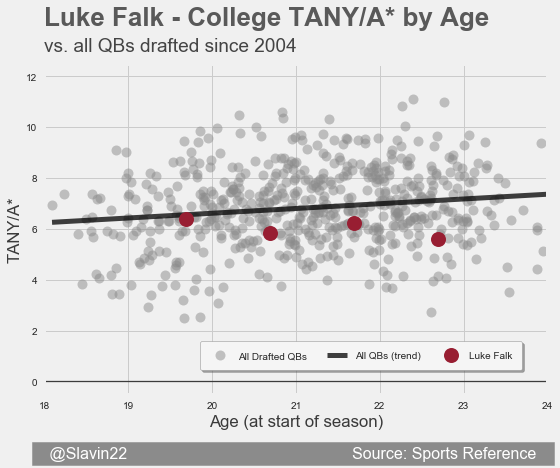 Luke Falk - College TANY/A* by Age
vs. all QBs drafted since 2004
12
10
8
6
4
2
0
TANY/A*
All Drafted QBs
All QBs (trend)
Luke Falk
18
19
20
21
22
23
24
Age (at start of season)
@Slavin22
Source: Sports Reference